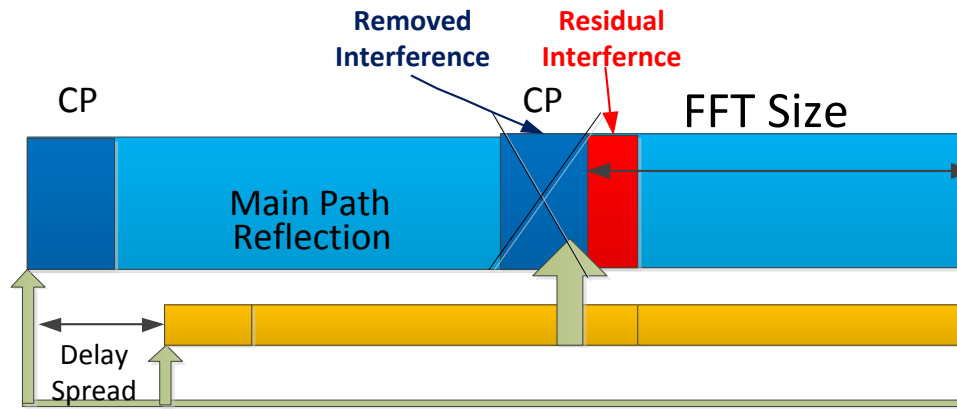 Removed
Interference
Residual
Interfernce
CP
CP
FFT Size
Main Path
Reflection
Delay
Spread